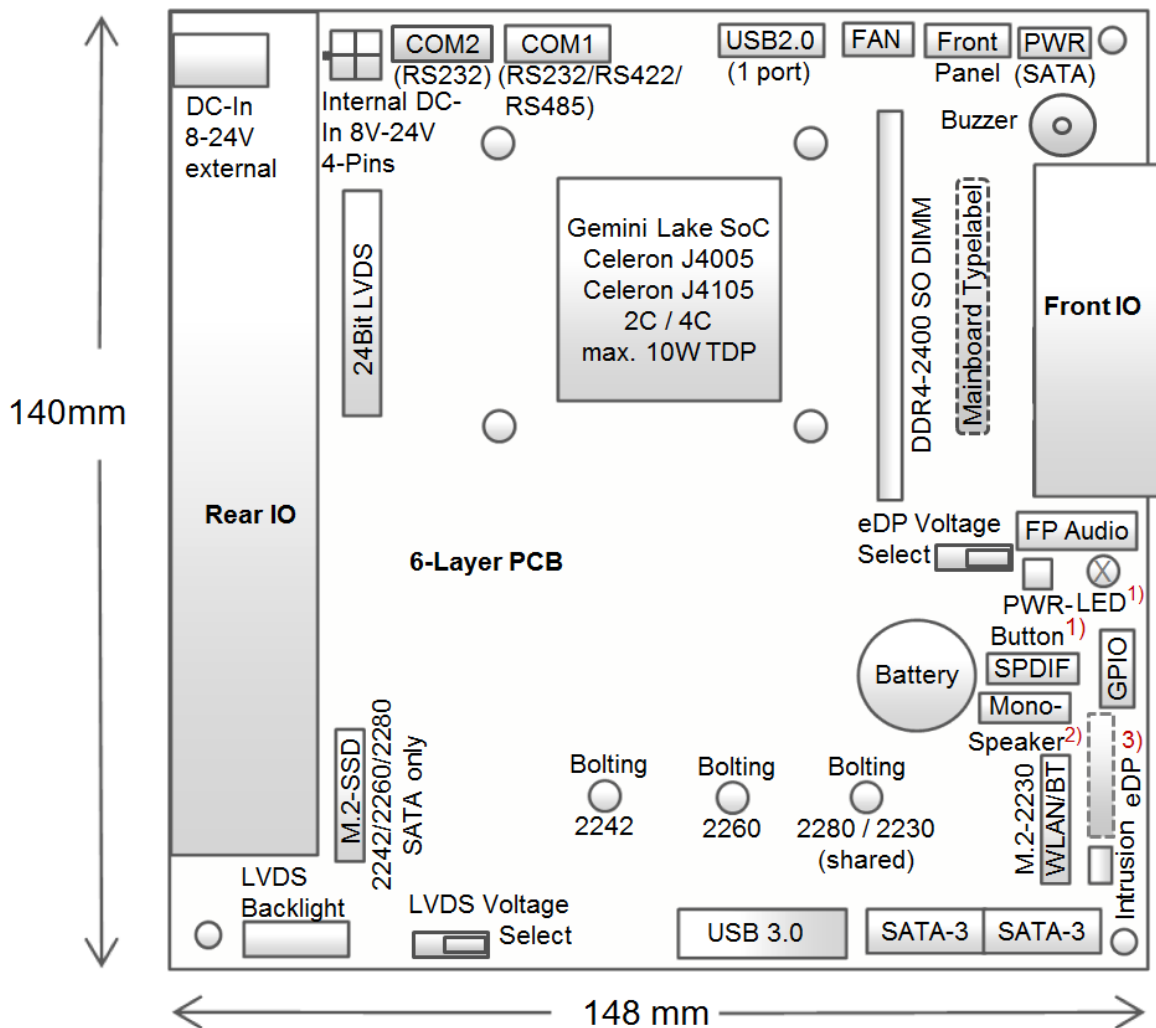 DC-In
8-24V
external
Internal DC-
In 8V-24V
4-Pins
COM2
(RS232)
COM1
(RS232/RS422/
RS485)
USB2.0
(1 port)
FAN
Front
Panel
PWR
(SATA)
Buzzer
24Bit LVDS
Gemini Lake SoC
Celeron J4005
Celeron J4105
2C / 4C
max. 10W TDP
DDR4-2400 SO DIMM
Mainboard Typelabel
Front IO
140mm
Rear IO
6-Layer PCB
eDP Voltage
Select
FP Audio
PWR-
Button1)
LED1)
Battery
SPDIF
GPIO
Mono-
Speaker2)
3)
eDP
M.2-SSD
2242/2260/2280
SATA only
Bolting
2242
Bolting
2260
Bolting
2280 / 2230
(shared)
M.2-2230
WLAN/BT
Intrusion
LVDS
Backlight
LVDS Voltage
Select
USB 3.0
SATA-3
SATA-3
148 mm